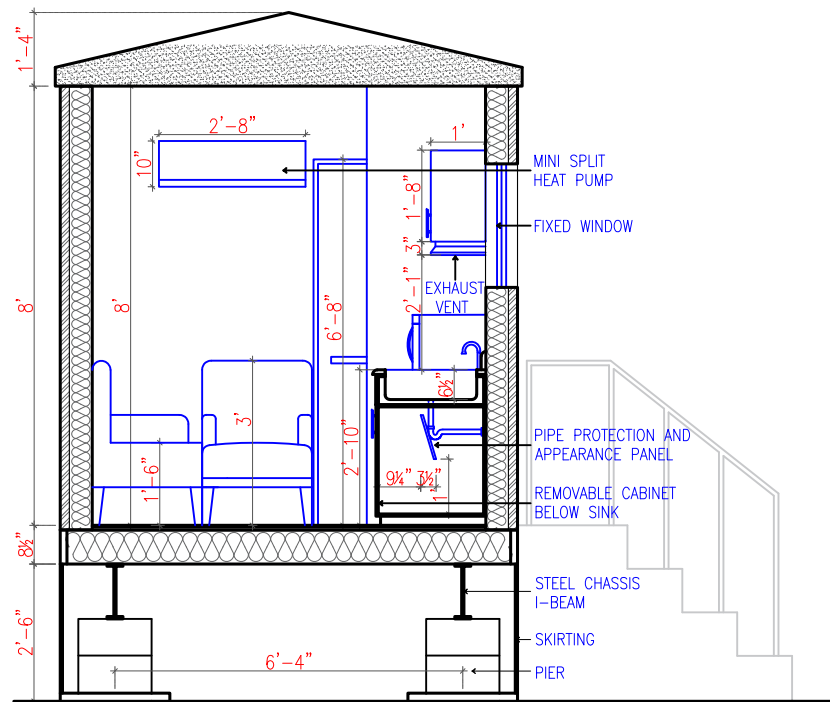 1'-4"
2'-8"
10"
1'
MINI SPLIT
HEAT PUMP
1'-8"
FIXED WINDOW
3"
EXHAUST
VENT
2'-1"
8'
8'
6'-8"
6½"
3'
PIPE PROTECTION AND
APPEARANCE PANEL
2'-10"
1'-6"
9¼"
3½"
1'
REMOVABLE CABINET
BELOW SINK
8½"
STEEL CHASSIS
I-BEAM
2'-6"
SKIRTING
6'-4"
PIER